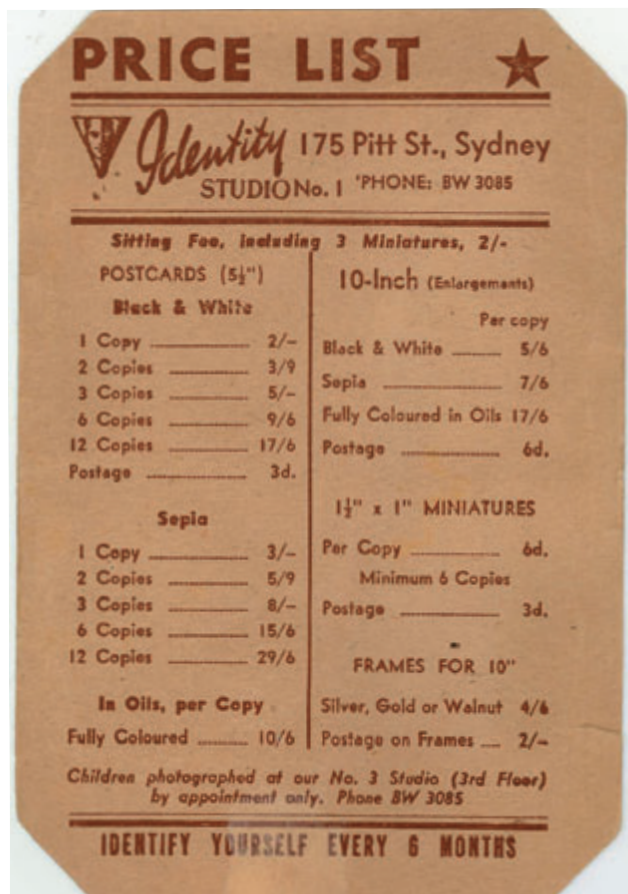 PRICE LIST
Identity 175 Pitt St., Sydney
STUDIO No. 1 'PHONE: BW 3085
Sitting Fee, including 3 Miniatures, 2/-
POSTCARDS (5½")
Black & White
1 Copy 2/-
2 Copies 3/9
3 Copies 5/-
6 Copies 9/6
12 Copies 17/6
Postage 3d.
Sepia
1 Copy 3/-
2 Copies 5/9
3 Copies 8/-
6 Copies 15/6
12 Copies 29/6
In Oils, per Copy
Fully Coloured 10/6
10-Inch (Enlargements)
Per copy
Black & White 5/6
Sepia 7/6
Fully Coloured in Oils 17/6
Postage 6d.
1½" x 1" MINIATURES
Per Copy 6d.
Minimum 6 Copies
Postage 3d.
FRAMES FOR 10"
Silver, Gold or Walnut 4/6
Postage on Frames 2/-
Children photographed at our No. 3 Studio (3rd Floor)
by appointment only. Phone BW 3085
IDENTIFY YOURSELF EVERY 6 MONTHS